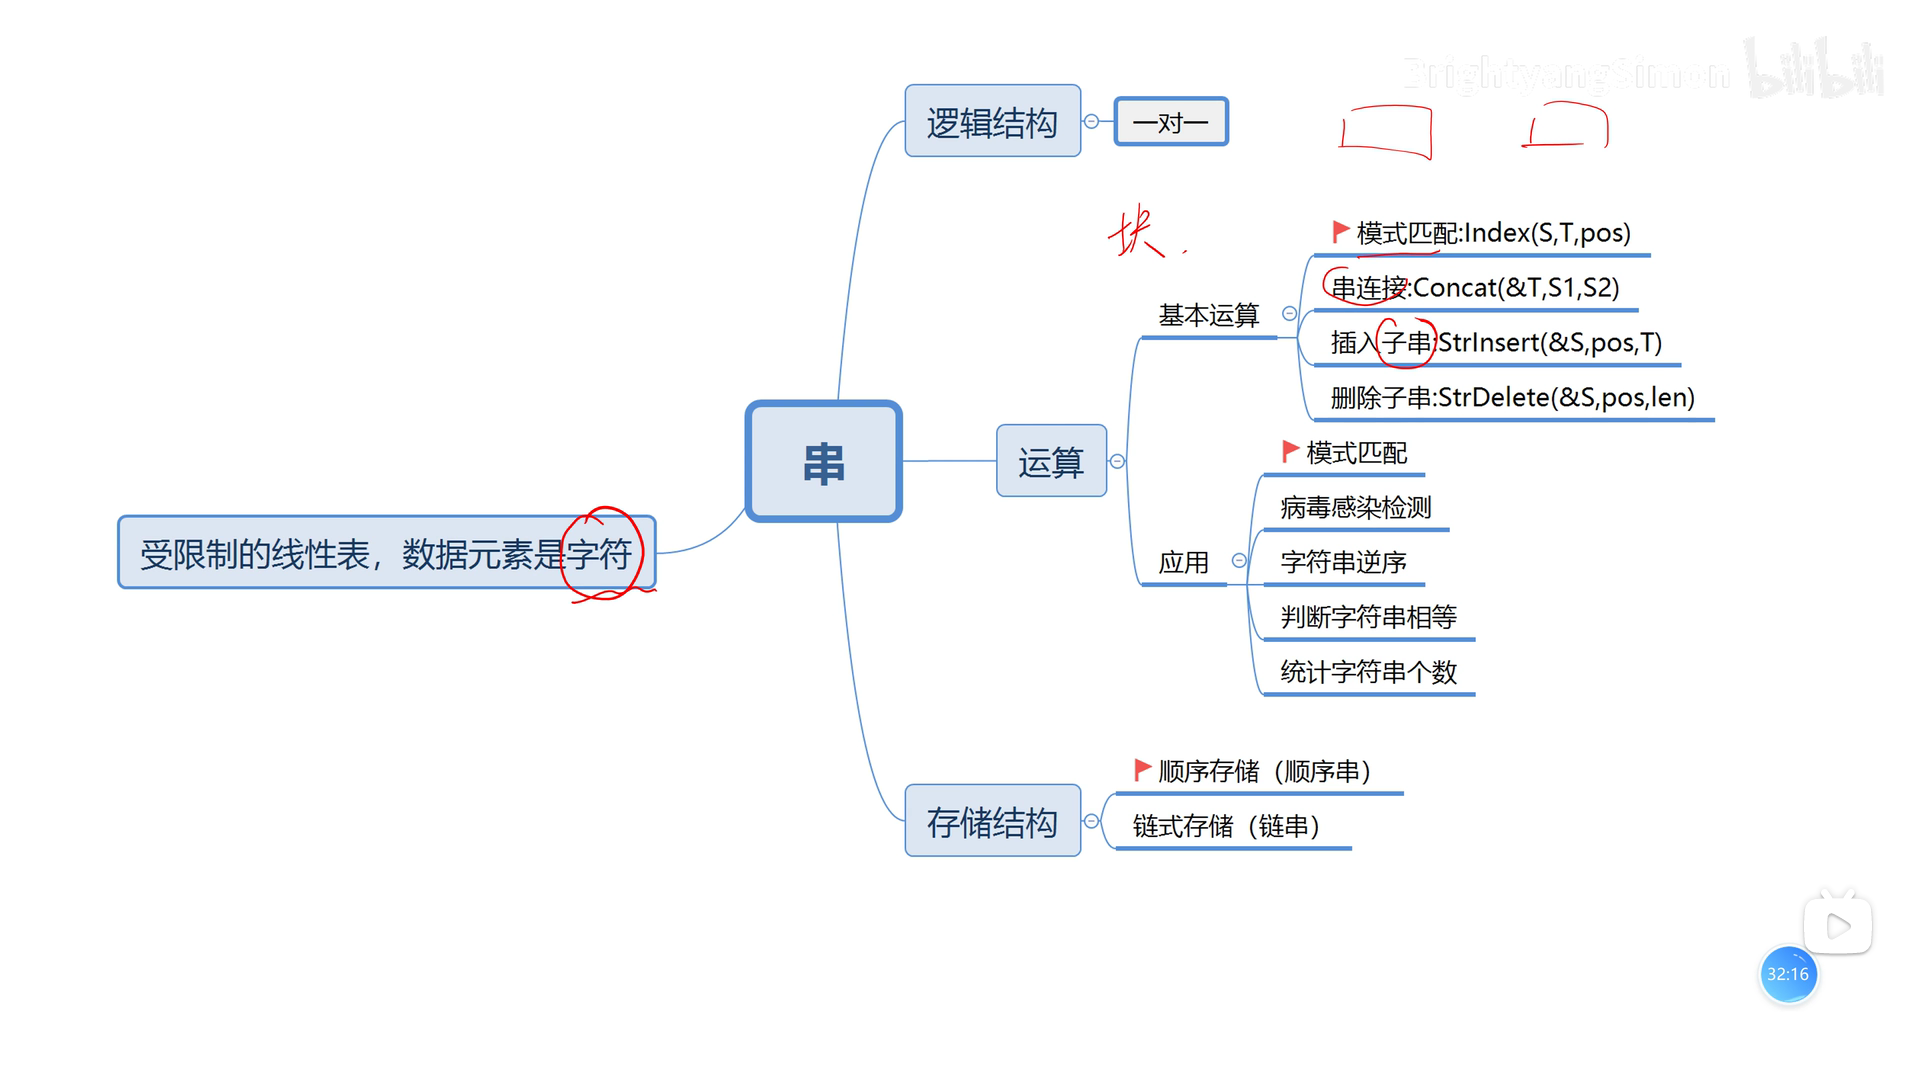 BrightyangSimon bilibili
逻辑结构
一对一
块.
模式匹配:Index(S,T,pos)
串连接:Concat(&T,S1,S2)
基本运算
插入子串:StrInsert(&S,pos,T)
删除子串:StrDelete(&S,pos,len)
串
运算
模式匹配
病毒感染检测
应用
字符串逆序
判断字符串相等
统计字符串个数
受限制的线性表，数据元素是字符
存储结构
顺序存储（顺序串）
链式存储（链串）
32:16